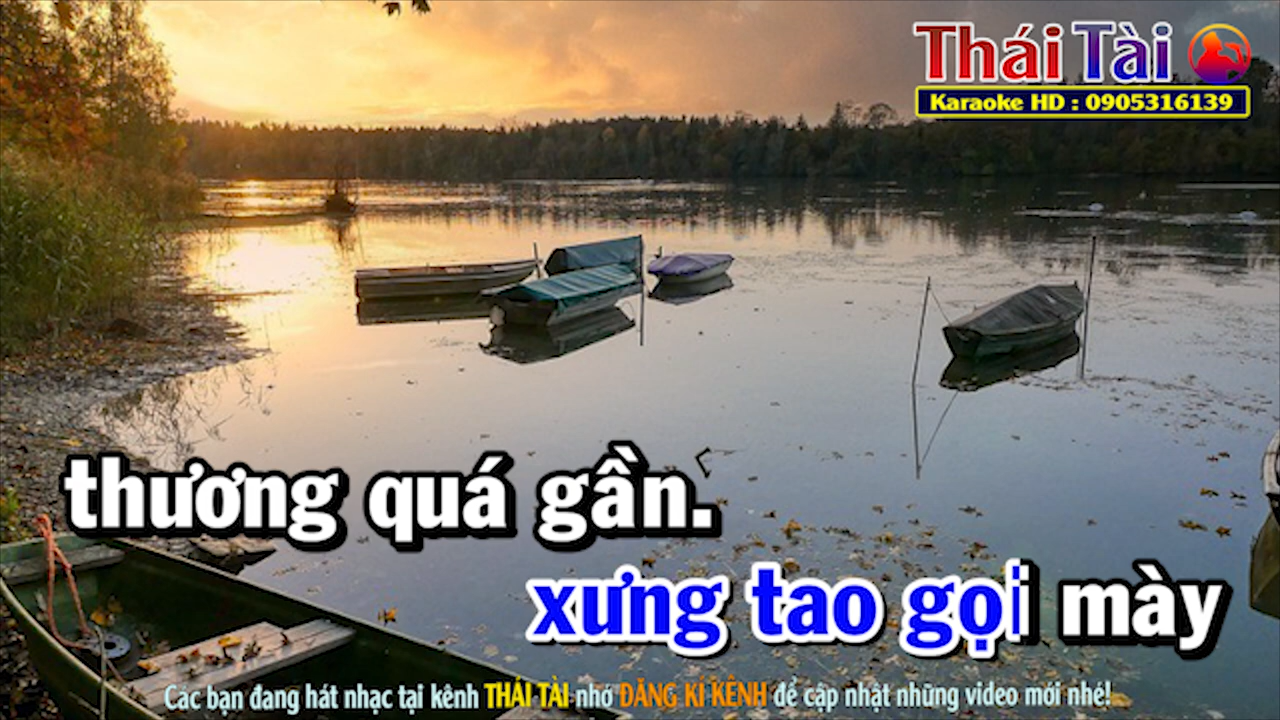 Thái Tài
Karaoke HD : 0905316139
thương quá gần.
xưng tao gọi mày
Các bạn đang hát nhạc tại kênh THÁI TÀI nhớ ĐĂNG KÍ KÊNH để cập nhật những video mới nhé!